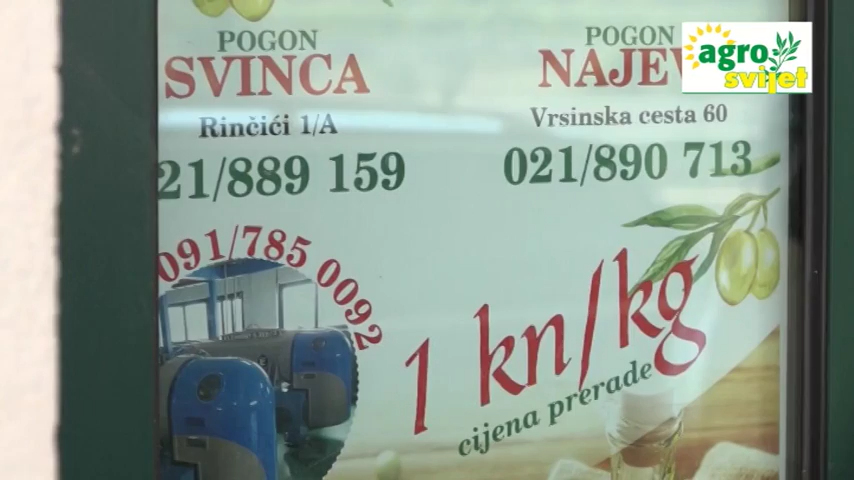 POGON
SVINCA
Rinčići 1/A
21/889 159
POGON
Vrsinska cesta 60
021/890 713
091/785 0092
1 kn/kg
cijena prerade
agro
svijet